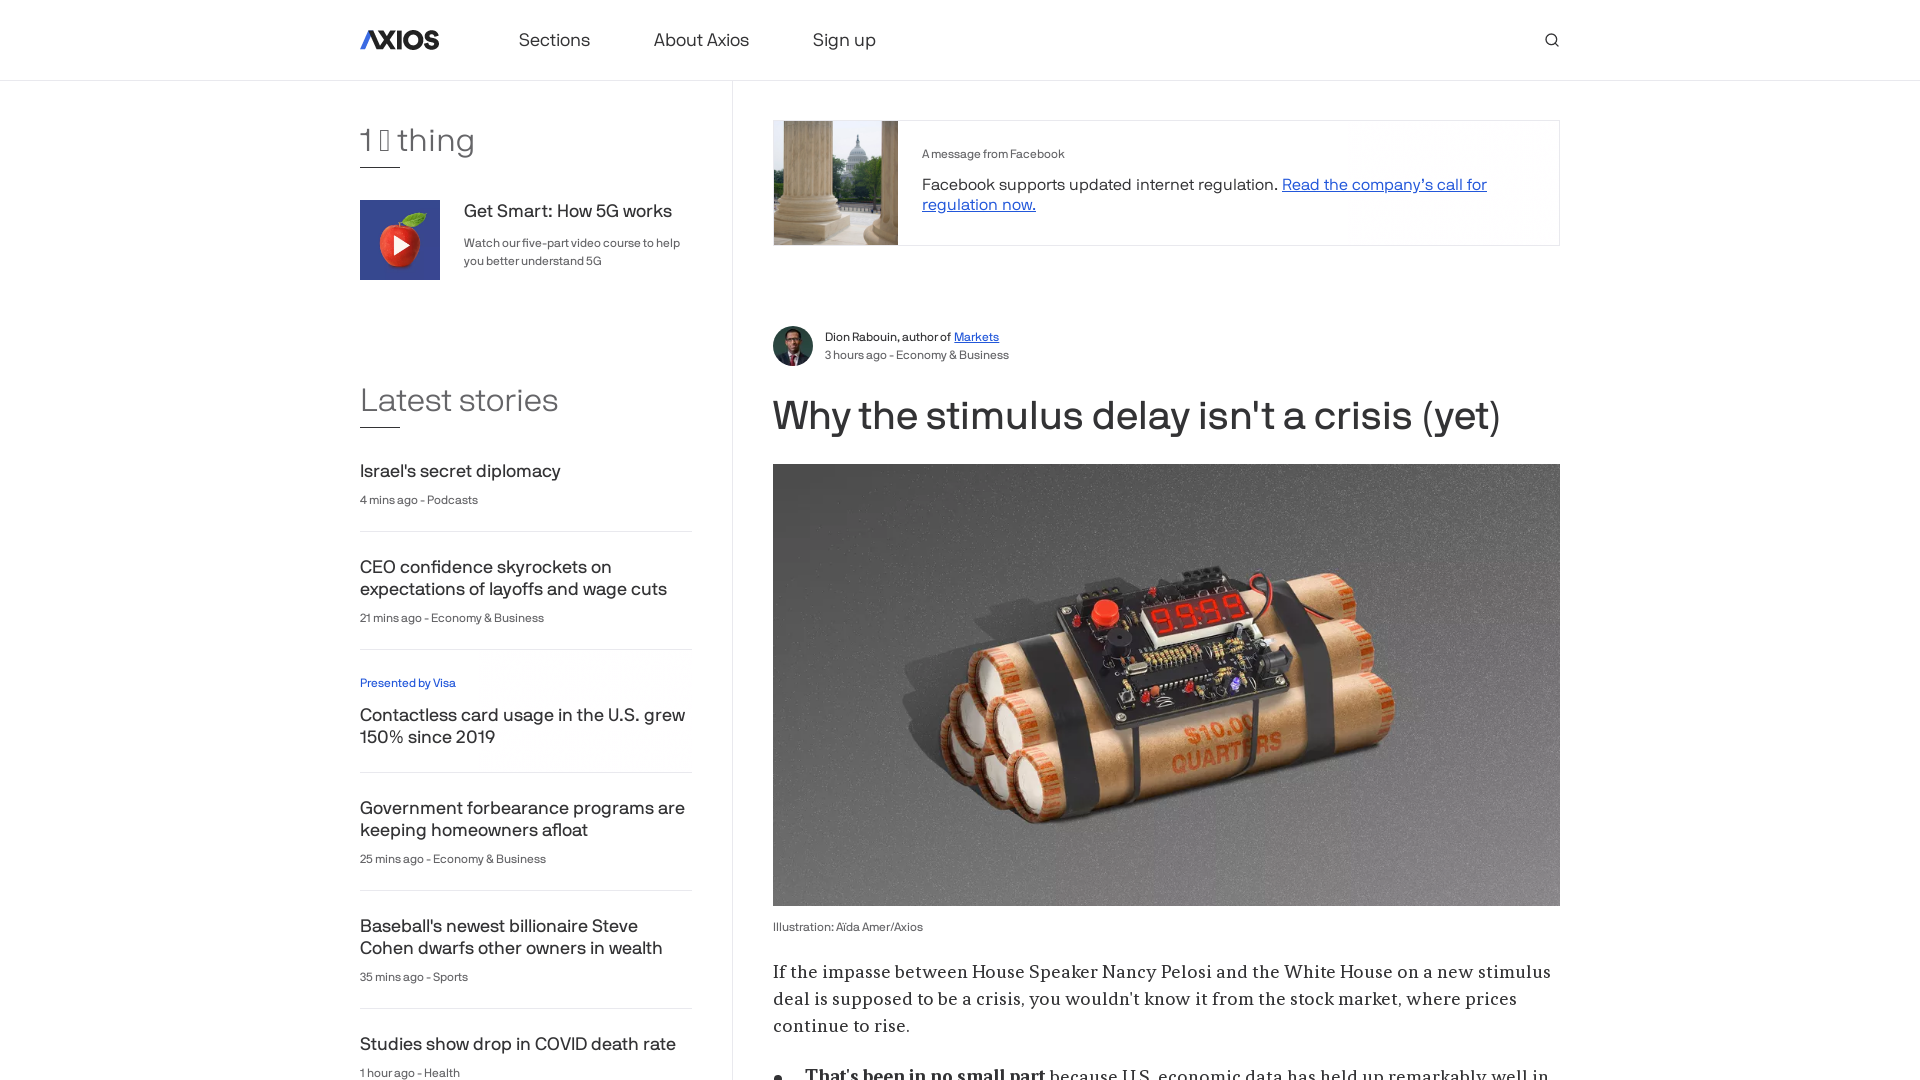 AXIOS
Sections
About Axios
Sign up
1 thing
Get Smart: How 5G works
Watch our five-part video course to help
you better understand 5G
Latest stories
Israel's secret diplomacy
4 mins ago - Podcasts
CEO confidence skyrockets on
expectations of layoffs and wage cuts
21 mins ago - Economy & Business
Presented by Visa
Contactless card usage in the U.S. grew
150% since 2019
Government forbearance programs are
keeping homeowners afloat
25 mins ago - Economy & Business
Baseball's newest billionaire Steve
Cohen dwarfs other owners in wealth
35 mins ago - Sports
Studies show drop in COVID death rate
1 hour ago - Health
A message from Facebook
Facebook supports updated internet regulation. Read the company's call for
regulation now.
Dion Rabouin, author of Markets
3 hours ago - Economy & Business
Why the stimulus delay isn't a crisis (yet)
99:99
$10.00
QUARTERS
Illustration: Aïda Amer/Axios
If the impasse between House Speaker Nancy Pelosi and the White House on a new stimulus
deal is supposed to be a crisis, you wouldn't know it from the stock market, where prices
continue to rise.
• That's been in no small part because U.S. economic data has held up remarkably well in